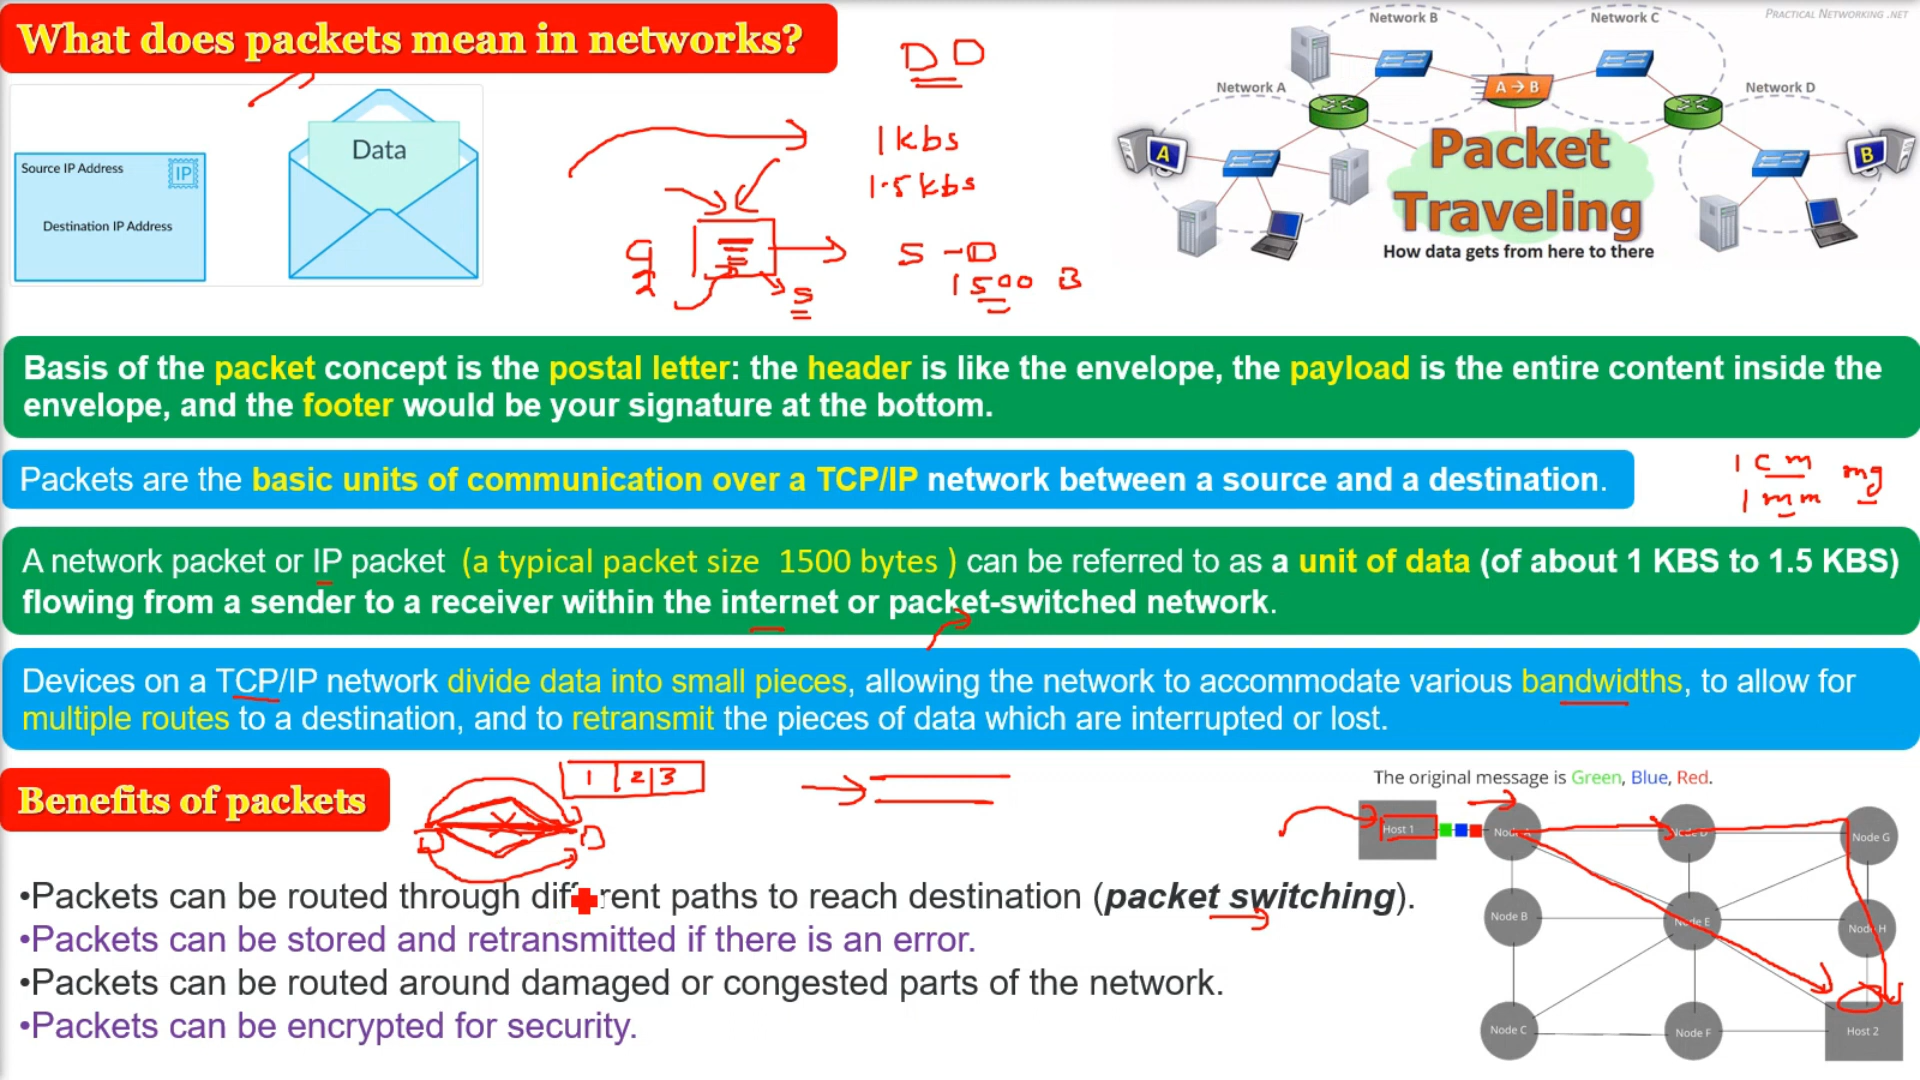 What does packets mean in networks?
Source IP Address
IP
Destination IP Address
Data
D D
1 kbs
1.5 kbs
S - D
1500 B
S
PRACTICAL NETWORKING .NET
Network B
Network C
Network A
A → B
Network D
A
B
Packet
Traveling
How data gets from here to there
Basis of the packet concept is the postal letter: the header is like the envelope, the payload is the entire content inside the
envelope, and the footer would be your signature at the bottom.
Packets are the basic units of communication over a TCP/IP network between a source and a destination.
1 cm
mg
1 mm
A network packet or IP packet (a typical packet size 1500 bytes ) can be referred to as a unit of data (of about 1 KBS to 1.5 KBS)
flowing from a sender to a receiver within the internet or packet-switched network.
Devices on a TCP/IP network divide data into small pieces, allowing the network to accommodate various bandwidths, to allow for
multiple routes to a destination, and to retransmit the pieces of data which are interrupted or lost.
Benefits of packets
1 2 3
D
•Packets can be routed through different paths to reach destination (packet switching).
•Packets can be stored and retransmitted if there is an error.
•Packets can be routed around damaged or congested parts of the network.
•Packets can be encrypted for security.
The original message is Green, Blue, Red.
Host 1
Node A
Node D
Node G
Node B
Node E
Node H
Node C
Node F
Host 2